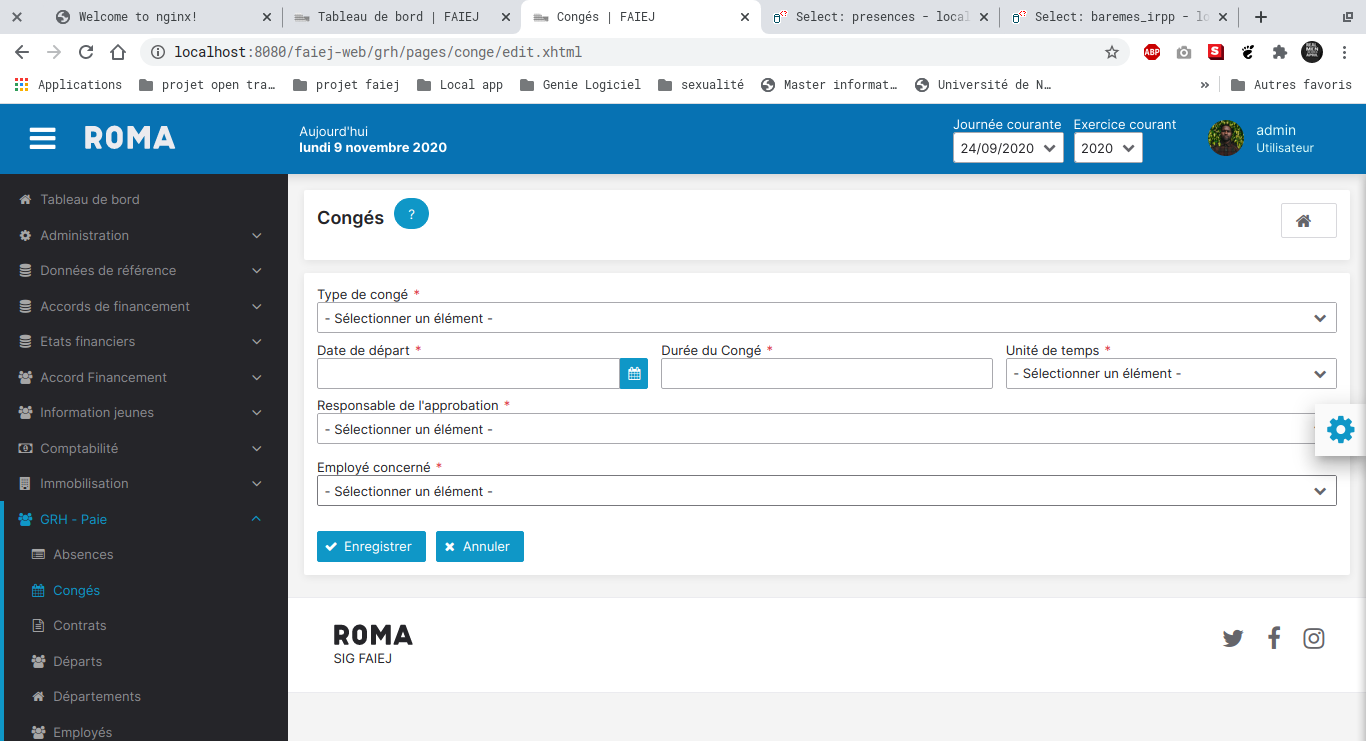 Welcome to nginx!
Tableau de bord | FAIEJ
Congés | FAIEJ
Select: presences - local
Select: baremes_irpp - lo
localhost:8080/faiej-web/grh/pages/conge/edit.xhtml
ABP
S
Applications
projet open tra…
projet faiej
Local app
Genie Logiciel
sexualité
Master informat…
Université de N…
»
Autres favoris
ROMA
Aujourd'hui
lundi 9 novembre 2020
Journée courante
24/09/2020
Exercice courant
2020
admin
Utilisateur
Tableau de bord
Administration
Données de référence
Accords de financement
Etats financiers
Accord Financement
Information jeunes
Comptabilité
Immobilisation
GRH - Paie
Absences
Congés
Contrats
Départs
Départements
Employés
Congés ?
Type de congé *
- Sélectionner un élément -
Date de départ *
Durée du Congé *
Unité de temps *
- Sélectionner un élément -
Responsable de l'approbation *
- Sélectionner un élément -
Employé concerné *
- Sélectionner un élément -
Enregistrer
Annuler
ROMA
SIG FAIEJ